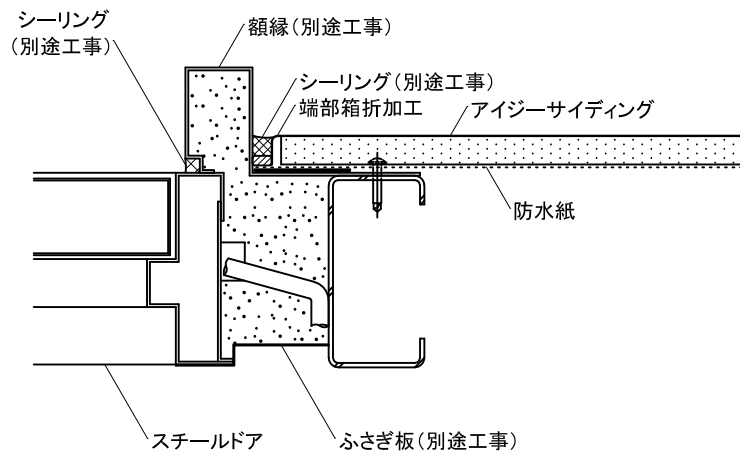 シーリング
（別途工事）
額縁（別途工事）
シーリング（別途工事）
端部箱折加工
アイジーサイディング
防水紙
スチールドア
ふさぎ板（別途工事）